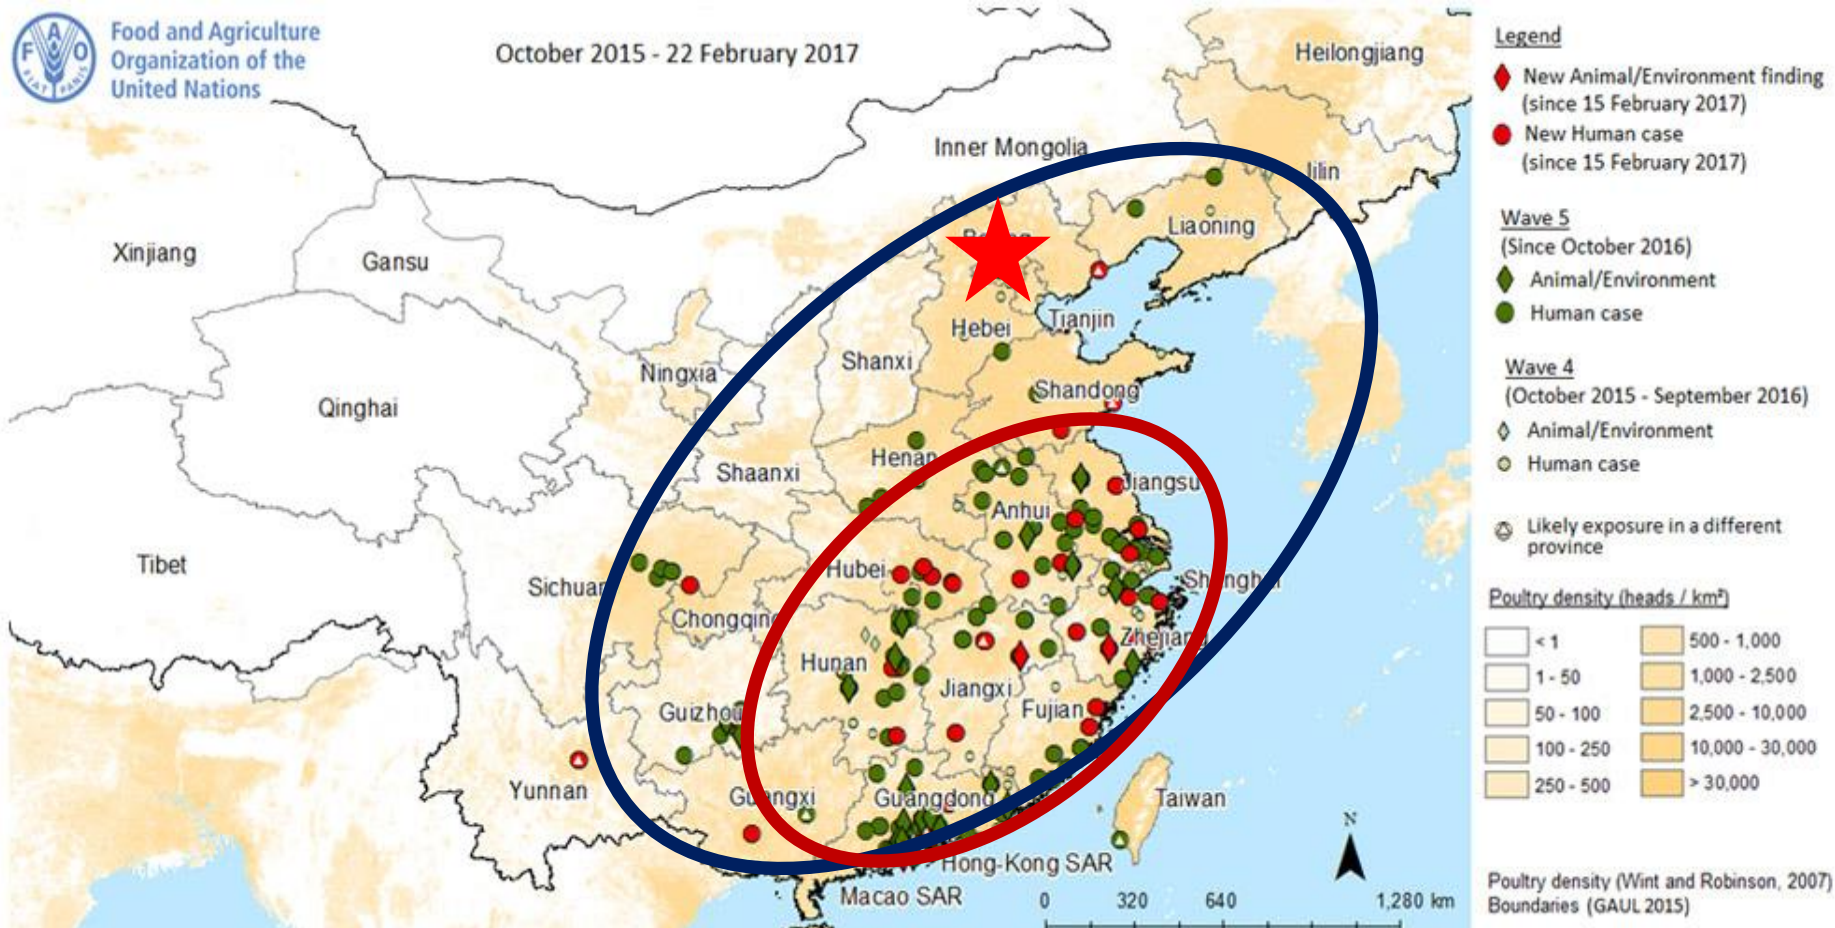 Food and Agriculture
Organization of the
United Nations
FAO
FIAT PANIS
October 2015 - 22 February 2017
Heilongjiang
Inner Mongolia
Jilin
Liaoning
Xinjiang
Gansu
Tianjin
Hebei
Shanxi
Ningxia
Shandong
Qinghai
Henan
Shaanxi
Jiangsu
Anhui
Tibet
Hubei
Sichuan
Shanghai
Chongqing
Zhejiang
Hunan
Jiangxi
Guizhou
Fujian
Yunnan
Guangxi
Guangdong
Taiwan
Hong-Kong SAR
Macao SAR
N
0 320 640 1,280 km
Legend
New Animal/Environment finding
(since 15 February 2017)
New Human case
(since 15 February 2017)
Wave 5
(Since October 2016)
Animal/Environment
Human case
Wave 4
(October 2015 - September 2016)
Animal/Environment
Human case
Likely exposure in a different
province
Poultry density (heads / km²)
< 1
1 - 50
50 - 100
100 - 250
250 - 500
500 - 1,000
1,000 - 2,500
2,500 - 10,000
10,000 - 30,000
> 30,000
Poultry density (Wint and Robinson, 2007)
Boundaries (GAUL 2015)